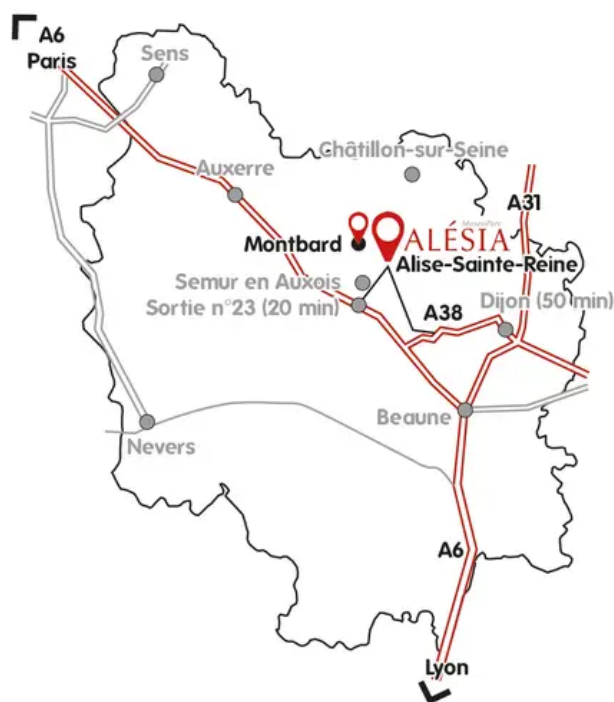 A6
Paris
Sens
Châtillon-sur-Seine
Auxerre
A31
MuséoParc
ALÉSIA
Montbard
Alise-Sainte-Reine
Semur en Auxois
Sortie n°23 (20 min)
A38
Dijon (50 min)
Beaune
Nevers
A6
Lyon